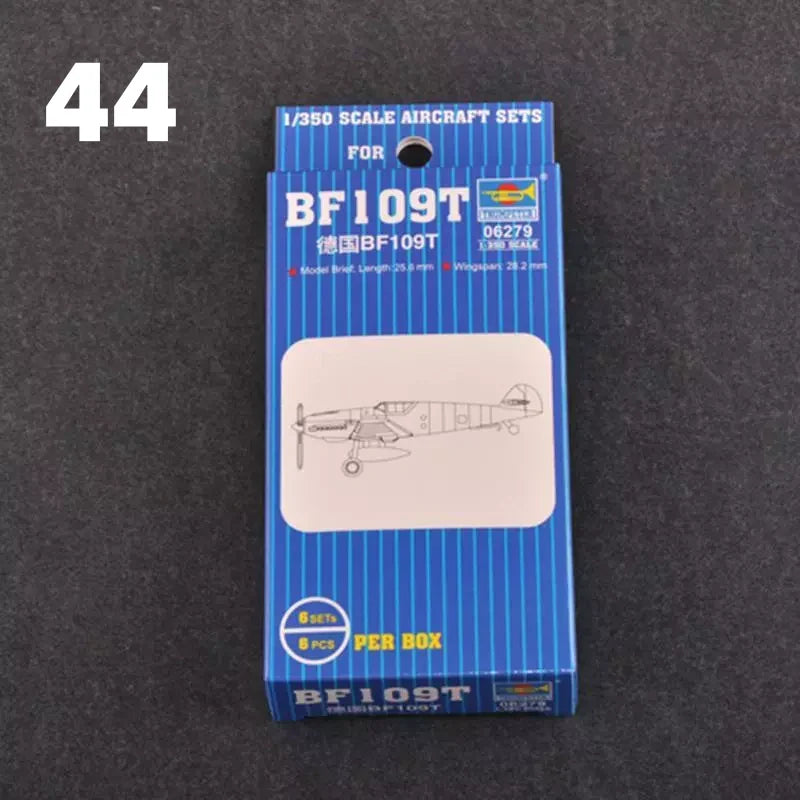 44
1/350 SCALE AIRCRAFT SETS
FOR
BF109T
®
TRUMPETER
德国BF109T
06279
1:350 SCALE
Model Brief: Length:25.6 mm
Wingspan: 28.2 mm
6 SETs
6 PCS
PER BOX
BF109T
德国BF109T
06279